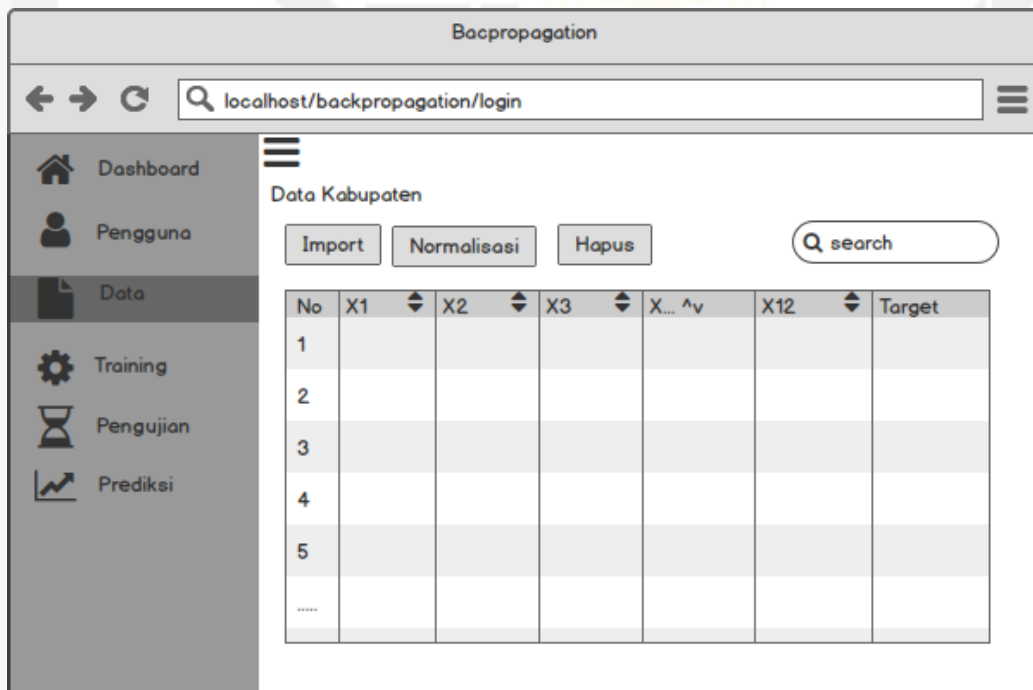 Bacpropagation
localhost/backpropagation/login
Dashboard
Pengguna
Data
Training
Pengujian
Prediksi
Data Kabupaten
Import Normalisasi Hapus search
No X1 X2 X3 X... ^v X12 Target
1
2
3
4
5
......